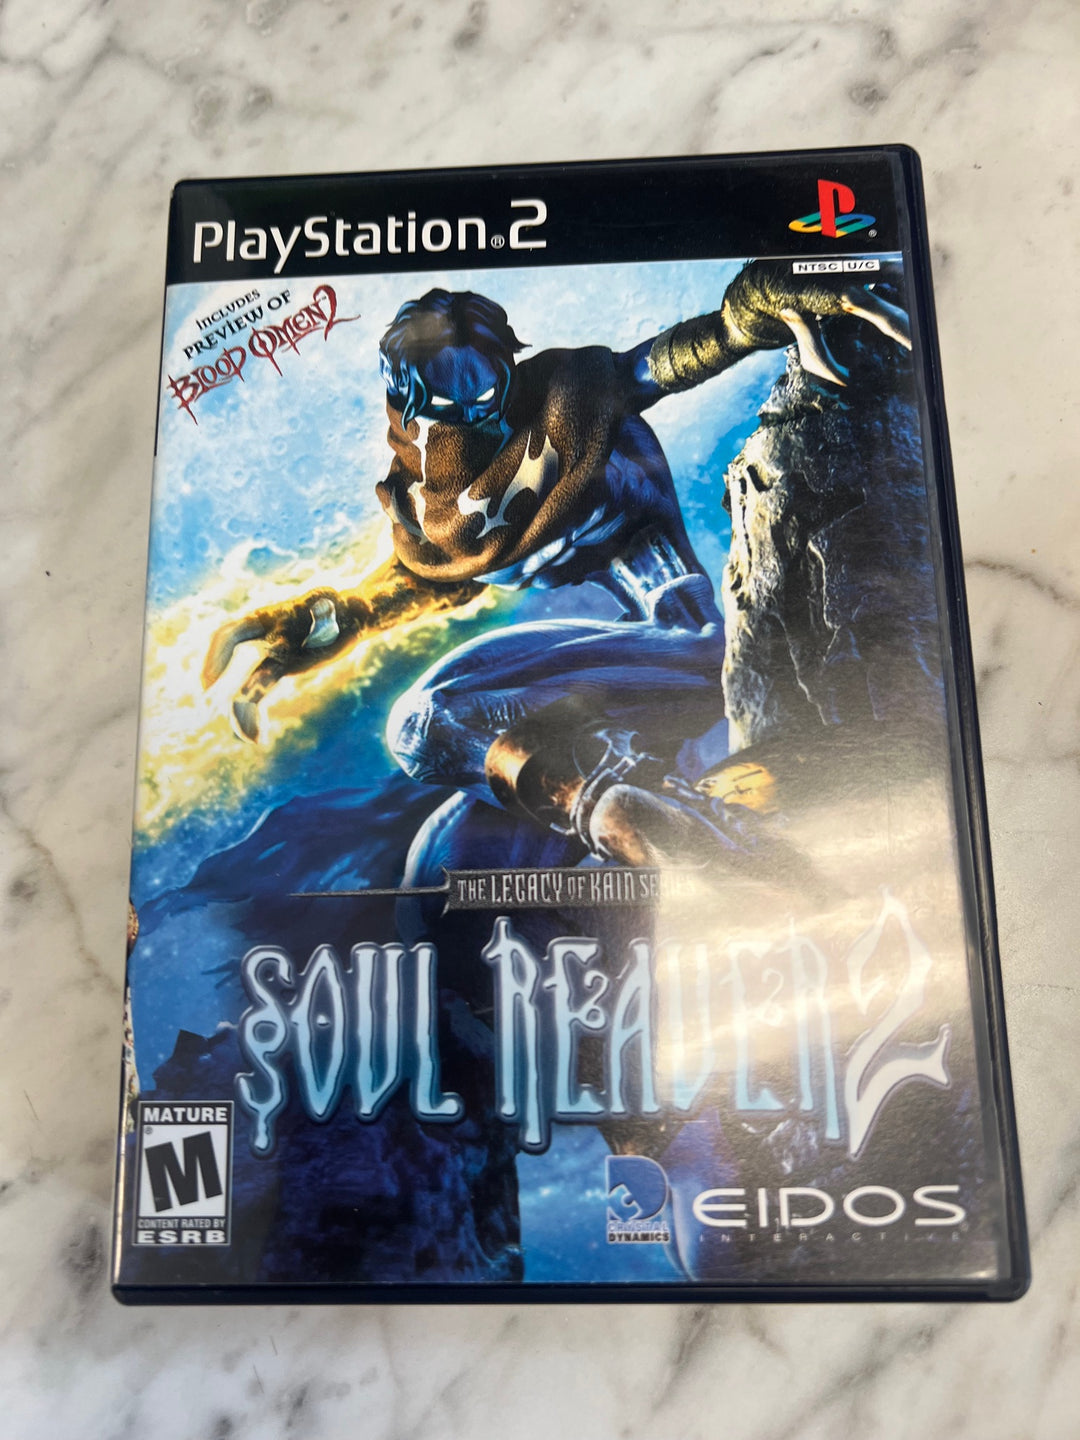 PlayStation®2
NTSC U/C
INCLUDES
PREVIEW OF
BLOOD OMEN 2
THE LEGACY OF KAIN SERIES
SOUL REAVER 2
MATURE
M
CONTENT RATED BY
ESRB
CRYSTAL
DYNAMICS
EIDOS
INTERACTIVE